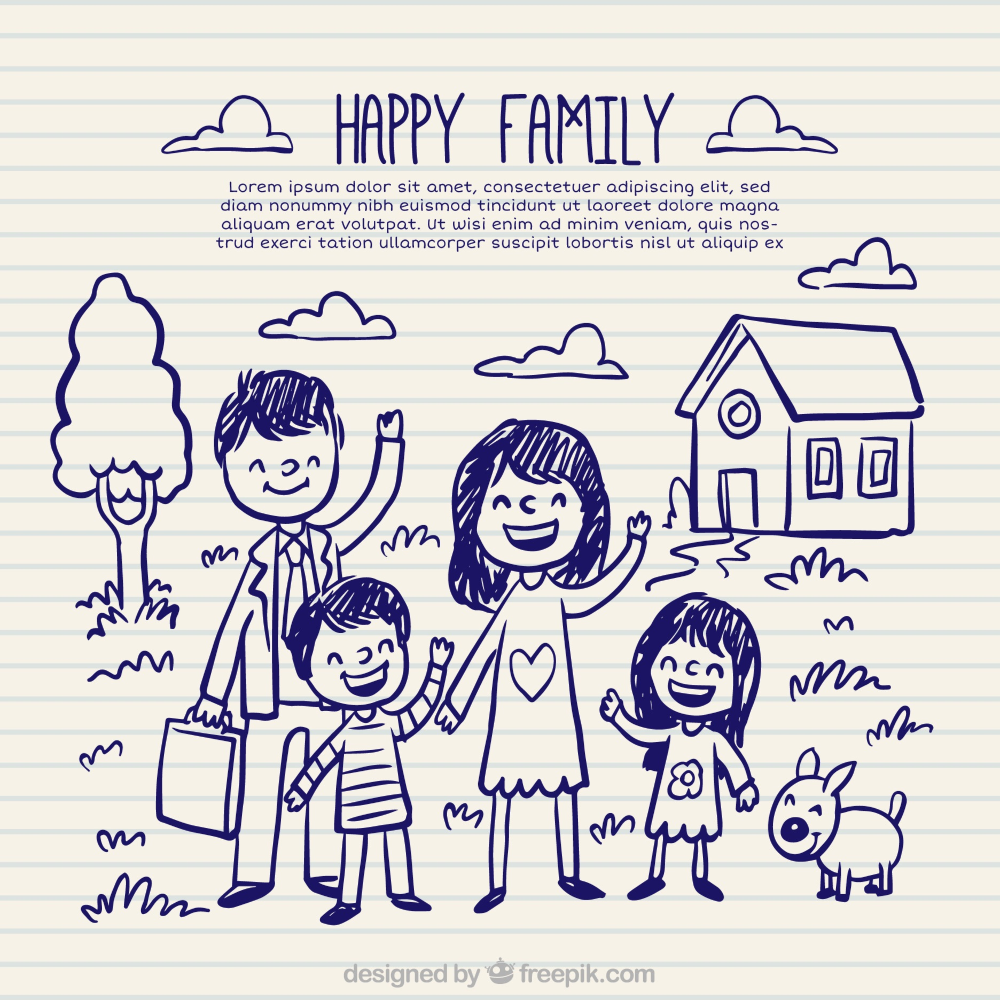 HAPPY FAMILY
Lorem ipsum dolor sit amet, consectetuer adipiscing elit, sed
diam nonummy nibh euismod tincidunt ut laoreet dolore magna
aliquam erat volutpat. Ut wisi enim ad minim veniam, quis nos-
trud exerci tation ullamcorper suscipit lobortis nisl ut aliquip ex
designed by freepik.com